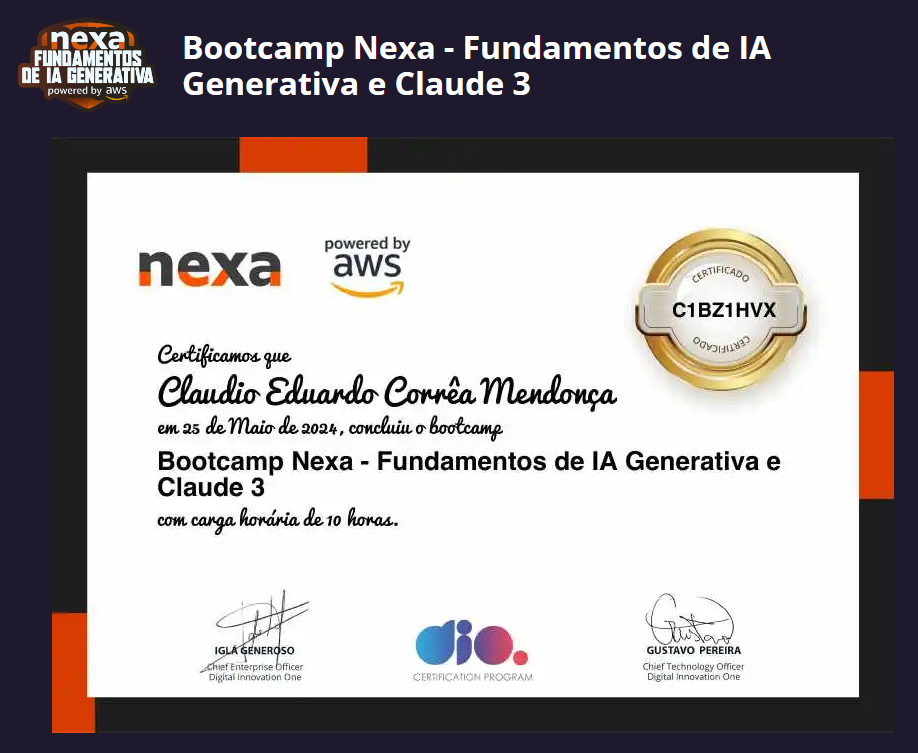 nexa
FUNDAMENTOS
DE IA GENERATIVA
powered by aws
Bootcamp Nexa - Fundamentos de IA
Generativa e Claude 3
nexa
powered by
aws
CERTIFICADO
C1BZ1HVX
CERTIFICADO
Certificamos que
Claudio Eduardo Corrêa Mendonça
em 25 de Maio de 2024, concluiu o bootcamp
Bootcamp Nexa - Fundamentos de IA Generativa e
Claude 3
com carga horária de 10 horas.
IGLÁ GENEROSO
Chief Enterprise Officer
Digital Innovation One
dio.
CERTIFICATION PROGRAM
GUSTAVO PEREIRA
Chief Technology Officer
Digital Innovation One